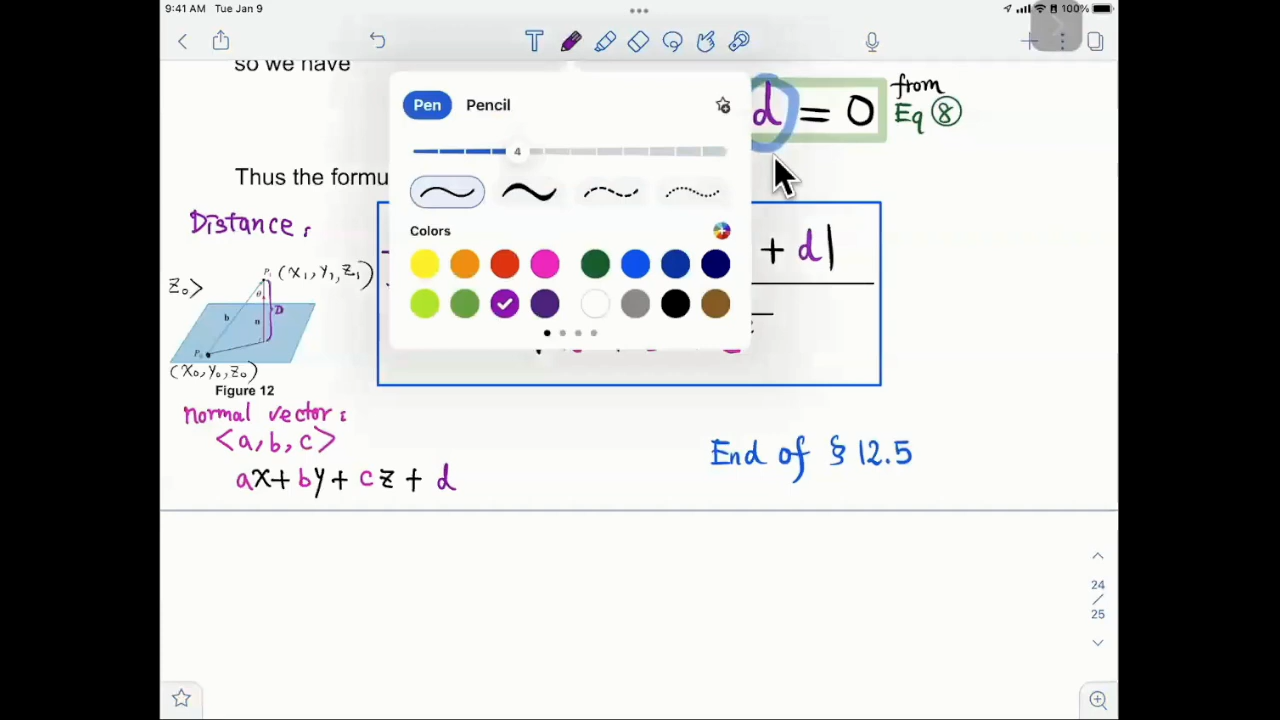 9:41 AM Tue Jan 9
100%
so we have
d = 0
from
Eq ⑧
Pen Pencil
4
Thus the formu
Colors
Distance:
+ d|
P₁ (x₁, y₁, z₁)
z₀>
θ
D
b
n
P₀
(x₀, y₀, z₀)
Figure 12
normal vector:
<a, b, c>
ax + by + cz + d
End of § 12.5
24
/
25